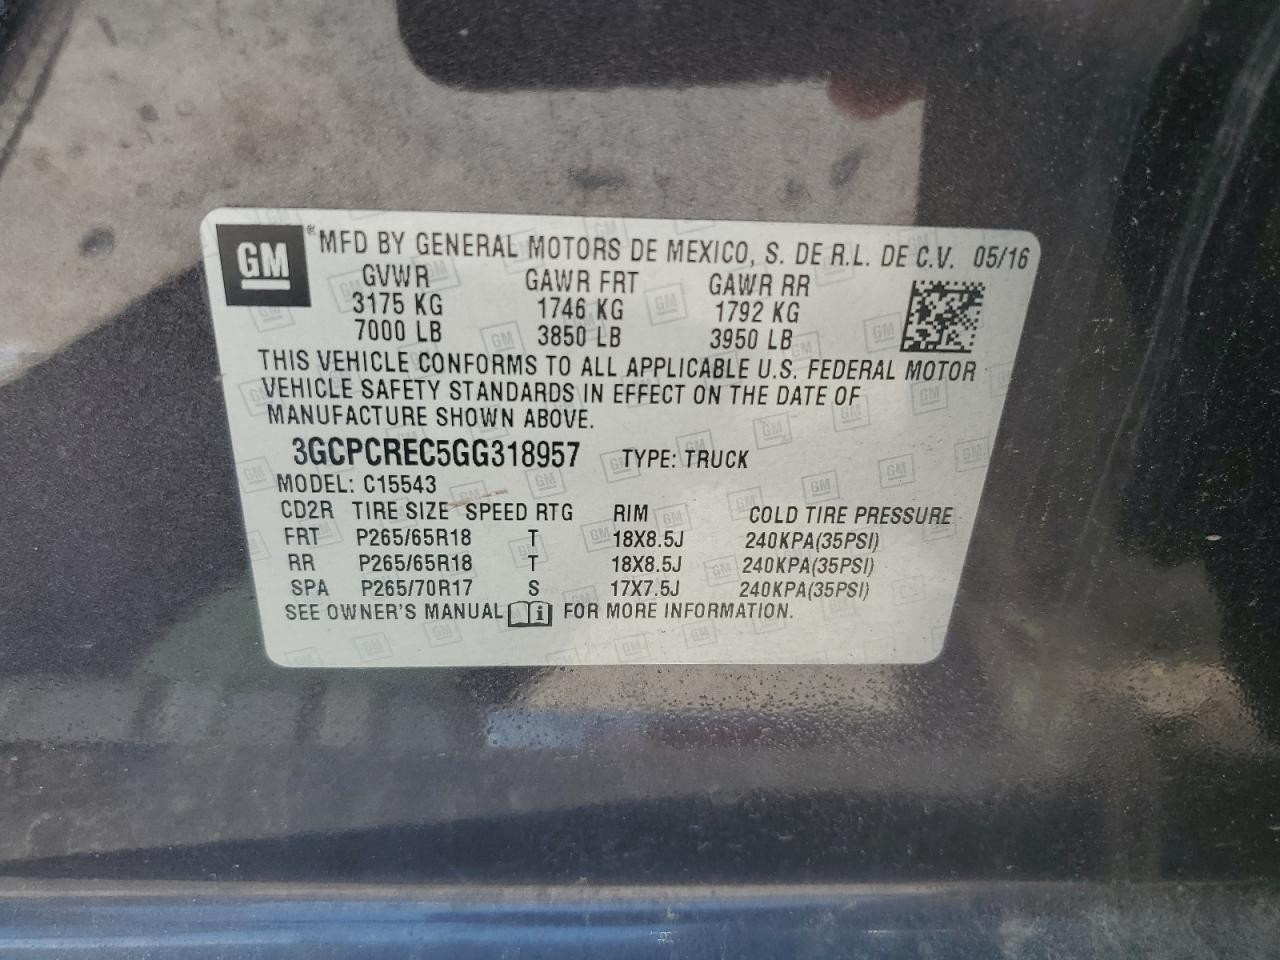 GM ® MFD BY GENERAL MOTORS DE MEXICO, S. DE R.L. DE C.V. 05/16
GVWR GAWR FRT GAWR RR
3175 KG 1746 KG 1792 KG
7000 LB 3850 LB 3950 LB
THIS VEHICLE CONFORMS TO ALL APPLICABLE U.S. FEDERAL MOTOR
VEHICLE SAFETY STANDARDS IN EFFECT ON THE DATE OF
MANUFACTURE SHOWN ABOVE.
3GCPCREC5GG318957 TYPE: TRUCK
MODEL: C15543
CD2R TIRE SIZE SPEED RTG RIM COLD TIRE PRESSURE
FRT P265/65R18 T 18X8.5J 240KPA(35PSI)
RR P265/65R18 T 18X8.5J 240KPA(35PSI)
SPA P265/70R17 S 17X7.5J 240KPA(35PSI)
SEE OWNER'S MANUAL FOR MORE INFORMATION.